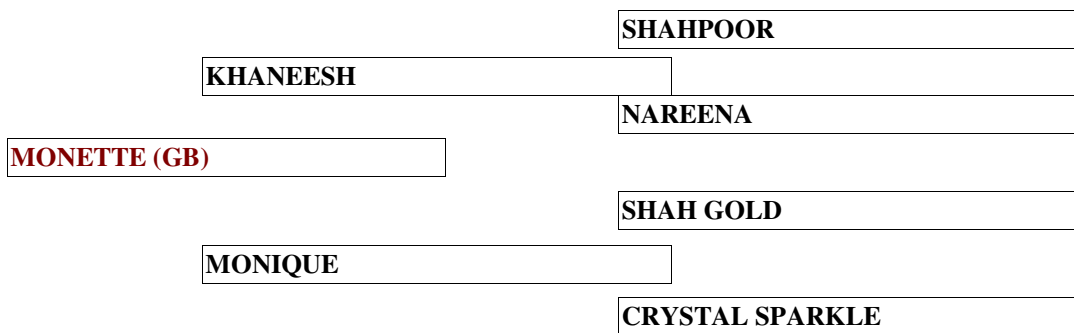 SHAHPOOR
KHANEESH
NAREENA
MONETTE (GB)
SHAH GOLD
MONIQUE
CRYSTAL SPARKLE